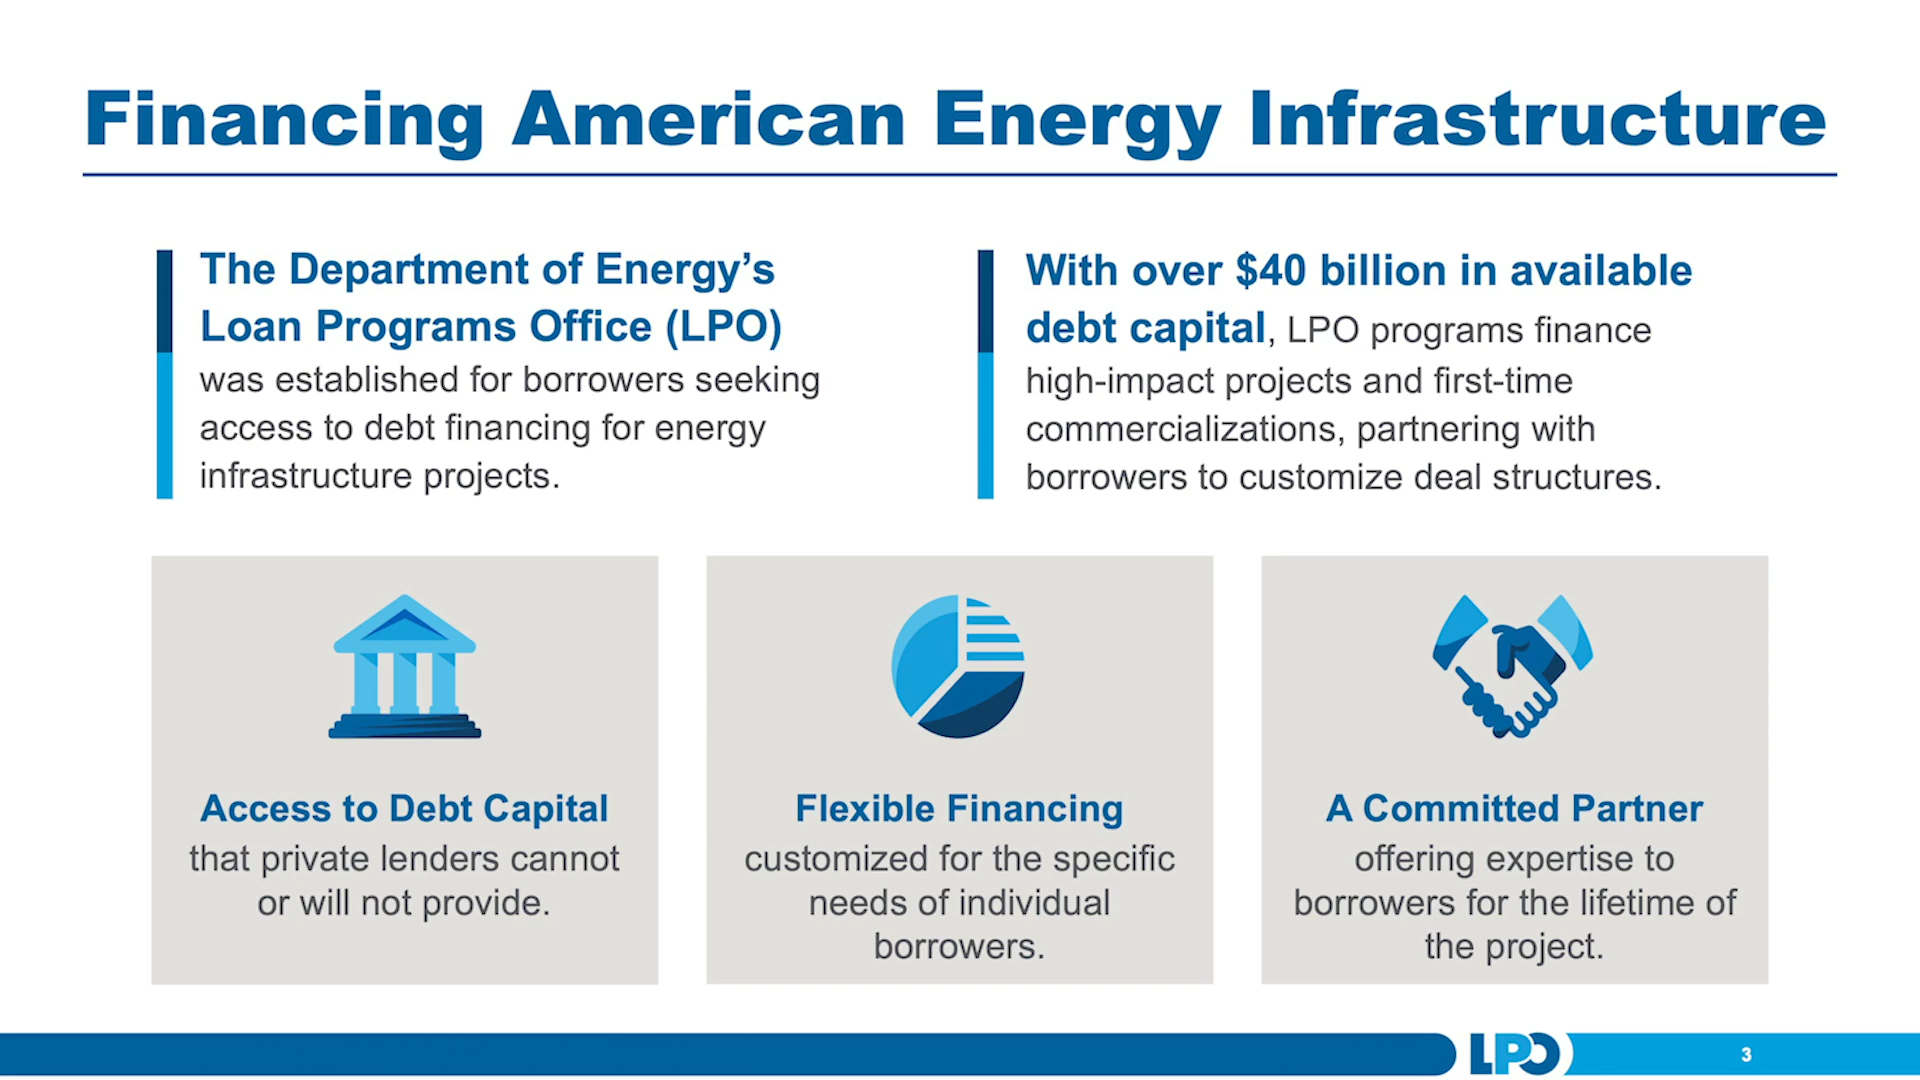 Financing American Energy Infrastructure
The Department of Energy’s
Loan Programs Office (LPO)
was established for borrowers seeking
access to debt financing for energy
infrastructure projects.
With over $40 billion in available
debt capital, LPO programs finance
high-impact projects and first-time
commercializations, partnering with
borrowers to customize deal structures.
Access to Debt Capital
that private lenders cannot
or will not provide.
Flexible Financing
customized for the specific
needs of individual
borrowers.
A Committed Partner
offering expertise to
borrowers for the lifetime of
the project.
LPO
3